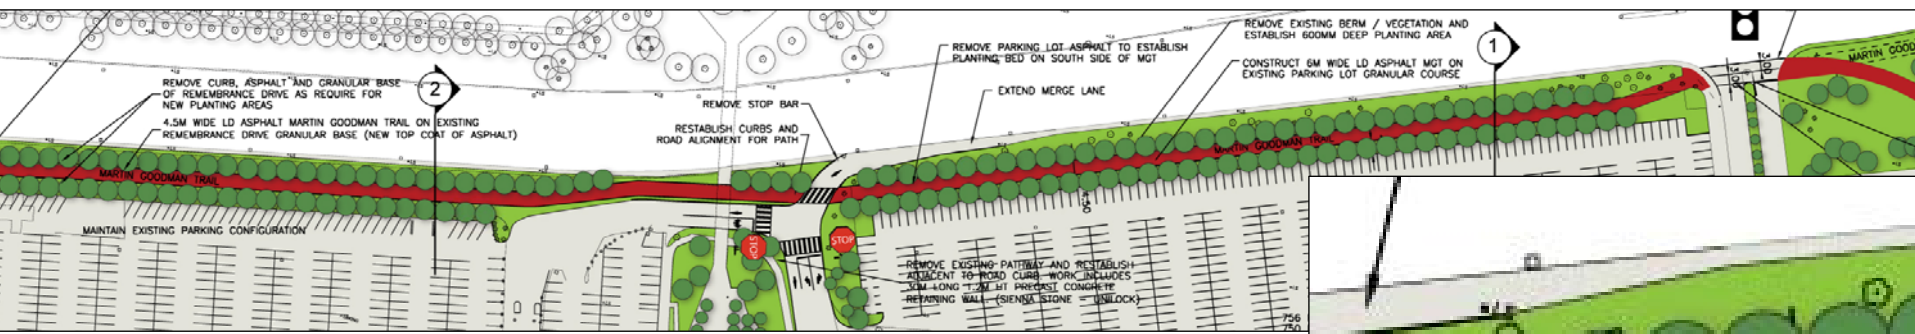 REMOVE CURB, ASPHALT AND GRANULAR BASE
OF REMEMBRANCE DRIVE AS REQUIRE FOR
NEW PLANTING AREAS
4.5M WIDE LD ASPHALT MARTIN GOODMAN TRAIL ON EXISTING
REMEMBRANCE DRIVE GRANULAR BASE (NEW TOP COAT OF ASPHALT)
2
MARTIN GOODMAN TRAIL
MAINTAIN EXISTING PARKING CONFIGURATION
REMOVE STOP BAR
RESTABLISH CURBS AND
ROAD ALIGNMENT FOR PATH
REMOVE PARKING LOT ASPHALT TO ESTABLISH
PLANTING BED ON SOUTH SIDE OF MGT
EXTEND MERGE LANE
REMOVE EXISTING BERM / VEGETATION AND
ESTABLISH 600MM DEEP PLANTING AREA
CONSTRUCT 6M WIDE LD ASPHALT MGT ON
EXISTING PARKING LOT GRANULAR COURSE
1
MARTIN GOODMAN TRAIL
MARTIN GOOD
STOP
STOP
REMOVE EXISTING PATHWAY AND RESTABLISH
ADJACENT TO ROAD CURB. WORK INCLUDES
30M LONG 1.2M HT PRECAST CONCRETE
RETAINING WALL. (SIENNA STONE - UNILOCK)
756
750
4